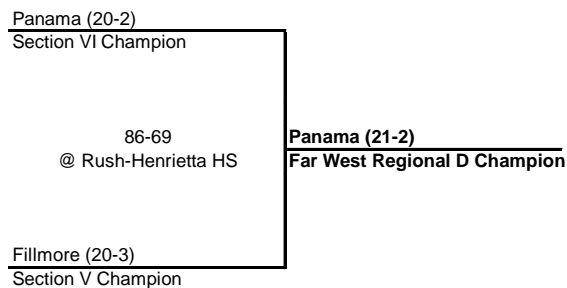 Panama (20-2)
Section VI Champion
86-69
@ Rush-Henrietta HS
Panama (21-2)
Far West Regional D Champion
Fillmore (20-3)
Section V Champion